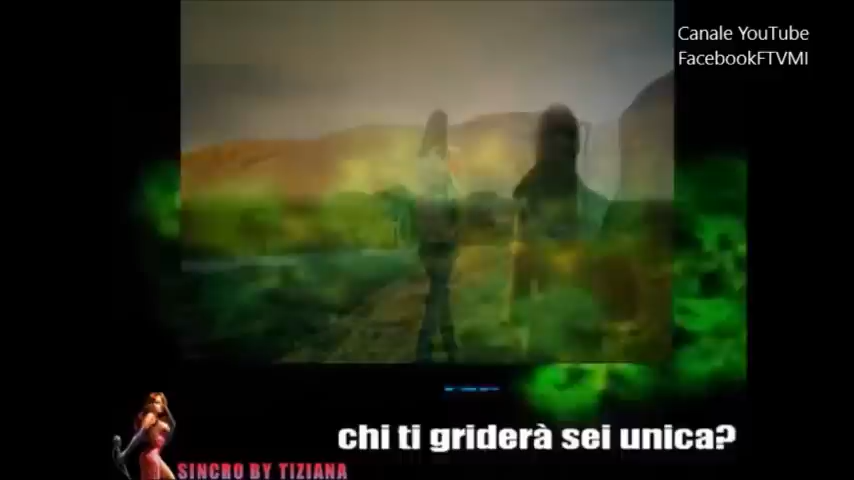 Canale YouTube
FacebookFTVMI
chi ti griderà sei unica?
SINCRO BY TIZIANA